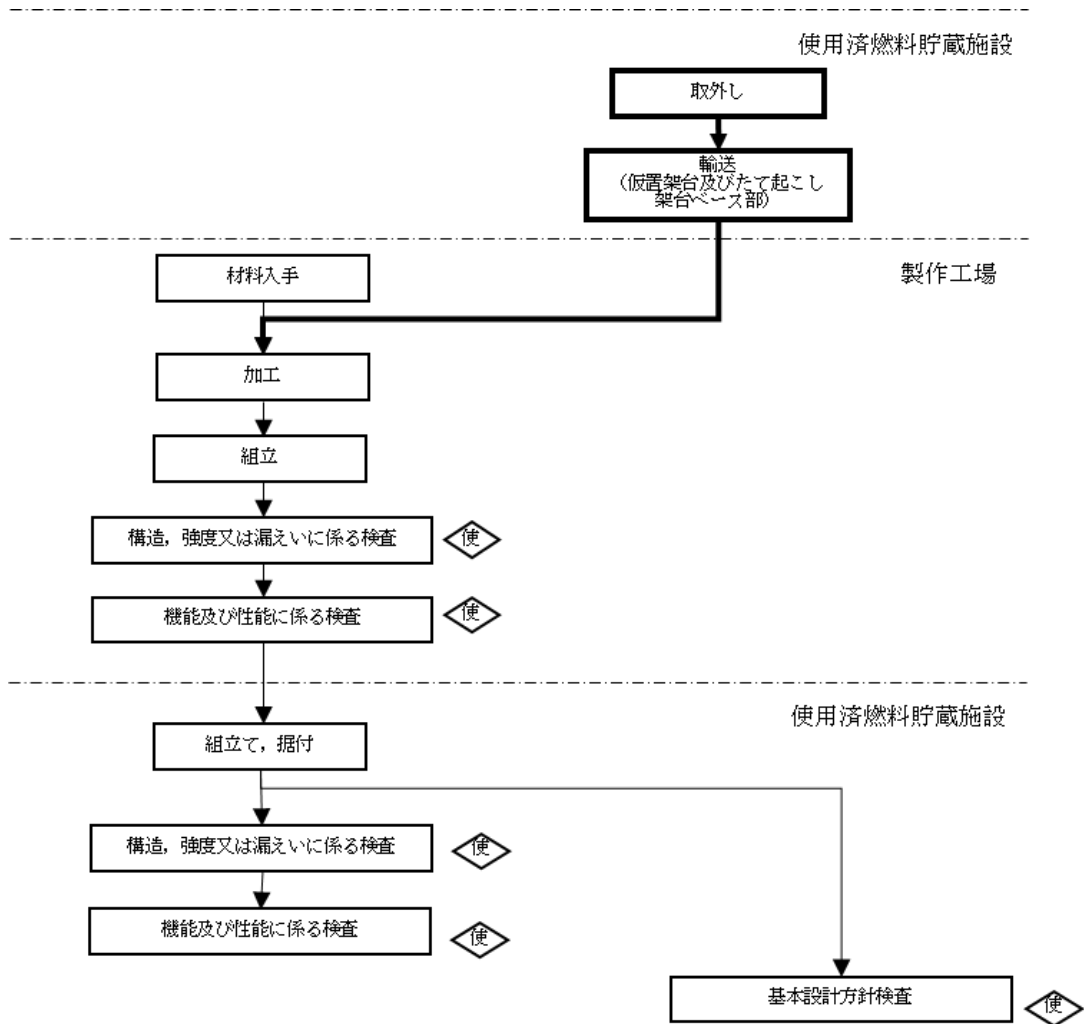 使用済燃料貯蔵施設
取外し
輸送
（仮置架台及びたて起こし
架台ベース部）
製作工場
材料入手
加工
組立
構造，強度又は漏えいに係る検査
使
機能及び性能に係る検査
使
使用済燃料貯蔵施設
組立て，据付
構造，強度又は漏えいに係る検査
使
機能及び性能に係る検査
使
基本設計方針検査
使